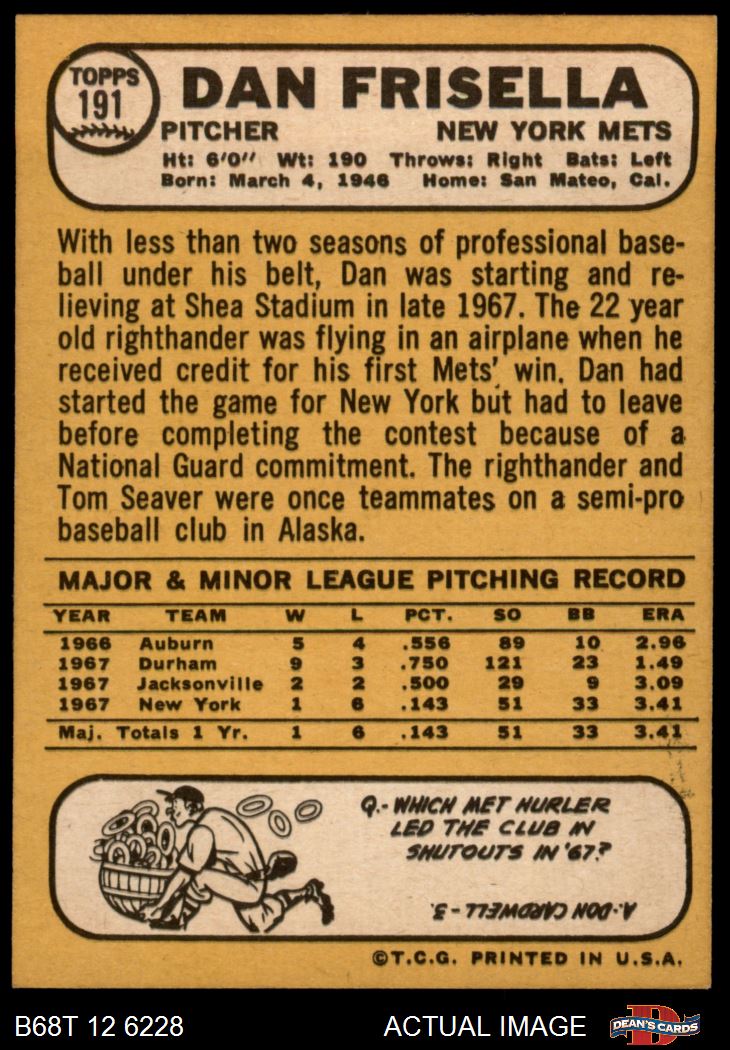 TOPPS
191
DAN FRISELLA
PITCHER NEW YORK METS
Ht: 6'0" Wt: 190 Throws: Right Bats: Left
Born: March 4, 1946 Home: San Mateo, Cal.
With less than two seasons of professional base-
ball under his belt, Dan was starting and re-
lieving at Shea Stadium in late 1967. The 22 year
old righthander was flying in an airplane when he
received credit for his first Mets' win. Dan had
started the game for New York but had to leave
before completing the contest because of a
National Guard commitment. The righthander and
Tom Seaver were once teammates on a semi-pro
baseball club in Alaska.
MAJOR & MINOR LEAGUE PITCHING RECORD
YEAR TEAM W L PCT. SO BB ERA
1966 Auburn 5 4 .556 89 10 2.96
1967 Durham 9 3 .750 121 23 1.49
1967 Jacksonville 2 2 .500 29 9 3.09
1967 New York 1 6 .143 51 33 3.41
Maj. Totals 1 Yr. 1 6 .143 51 33 3.41
Q.- WHICH MET HURLER
LED THE CLUB IN
SHUTOUTS IN '67?
A.- DON CARDWELL - 3.
©T.C.G. PRINTED IN U.S.A.
B68T 12 6228 ACTUAL IMAGE
DEAN'S CARDS